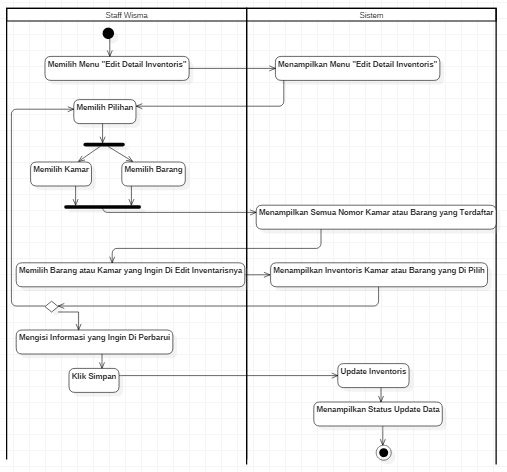 Staff Wisma
Sistem
Memilih Menu "Edit Detail Inventoris"
Menampilkan Menu "Edit Detail Inventoris"
Memilih Pilihan
Memilih Kamar
Memilih Barang
Menampilkan Semua Nomor Kamar atau Barang yang Terdaftar
Memilih Barang atau Kamar yang Ingin Di Edit Inventarisnya
Menampilkan Inventoris Kamar atau Barang yang Di Pilih
Mengisi Informasi yang Ingin Di Perbarui
Klik Simpan
Update Inventoris
Menampilkan Status Update Data